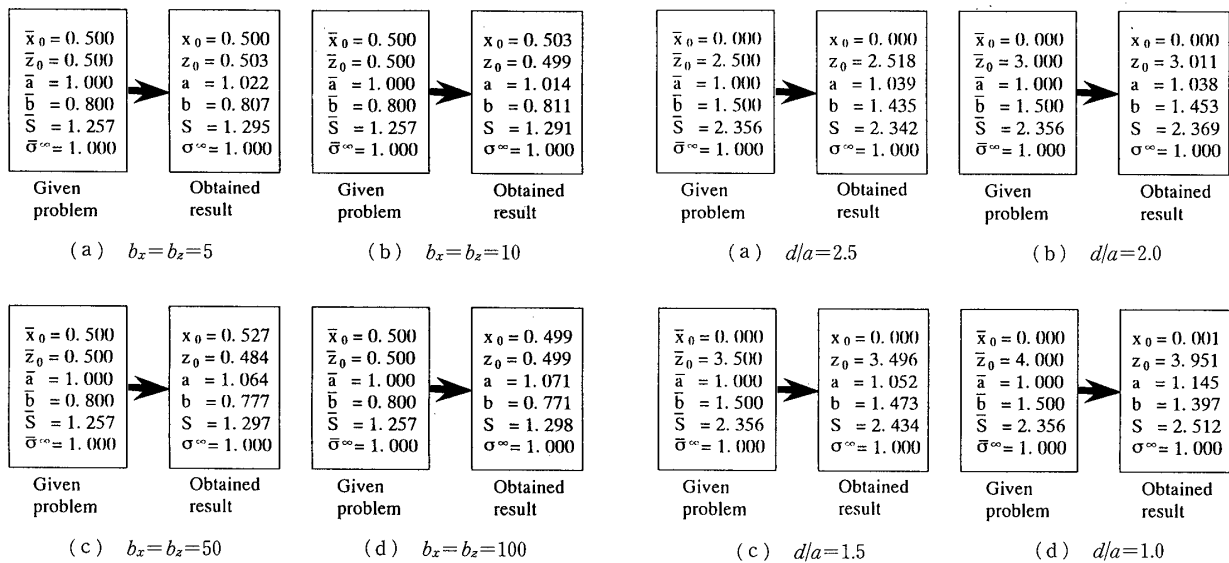 x̄₀ = 0.500
z̄₀ = 0.500
ā = 1.000
b̄ = 0.800
S̄ = 1.257
σ̄∞ = 1.000
Given
problem
x₀ = 0.500
z₀ = 0.503
a = 1.022
b = 0.807
S = 1.295
σ∞ = 1.000
Obtained
result
(a) bₓ=b_z=5
x̄₀ = 0.500
z̄₀ = 0.500
ā = 1.000
b̄ = 0.800
S̄ = 1.257
σ̄∞ = 1.000
Given
problem
x₀ = 0.503
z₀ = 0.499
a = 1.014
b = 0.811
S = 1.291
σ∞ = 1.000
Obtained
result
(b) bₓ=b_z=10
x̄₀ = 0.500
z̄₀ = 0.500
ā = 1.000
b̄ = 0.800
S̄ = 1.257
σ̄∞ = 1.000
Given
problem
x₀ = 0.527
z₀ = 0.484
a = 1.064
b = 0.777
S = 1.297
σ∞ = 1.000
Obtained
result
(c) bₓ=b_z=50
x̄₀ = 0.500
z̄₀ = 0.500
ā = 1.000
b̄ = 0.800
S̄ = 1.257
σ̄∞ = 1.000
Given
problem
x₀ = 0.499
z₀ = 0.499
a = 1.071
b = 0.771
S = 1.298
σ∞ = 1.000
Obtained
result
(d) bₓ=b_z=100
x̄₀ = 0.000
z̄₀ = 2.500
ā = 1.000
b̄ = 1.500
S̄ = 2.356
σ̄∞ = 1.000
Given
problem
x₀ = 0.000
z₀ = 2.518
a = 1.039
b = 1.435
S = 2.342
σ∞ = 1.000
Obtained
result
(a) d/a=2.5
x̄₀ = 0.000
z̄₀ = 3.000
ā = 1.000
b̄ = 1.500
S̄ = 2.356
σ̄∞ = 1.000
Given
problem
x₀ = 0.000
z₀ = 3.011
a = 1.038
b = 1.453
S = 2.369
σ∞ = 1.000
Obtained
result
(b) d/a=2.0
x̄₀ = 0.000
z̄₀ = 3.500
ā = 1.000
b̄ = 1.500
S̄ = 2.356
σ̄∞ = 1.000
Given
problem
x₀ = 0.000
z₀ = 3.496
a = 1.052
b = 1.473
S = 2.434
σ∞ = 1.000
Obtained
result
(c) d/a=1.5
x̄₀ = 0.000
z̄₀ = 4.000
ā = 1.000
b̄ = 1.500
S̄ = 2.356
σ̄∞ = 1.000
Given
problem
x₀ = 0.001
z₀ = 3.951
a = 1.145
b = 1.397
S = 2.512
σ∞ = 1.000
Obtained
result
(d) d/a=1.0